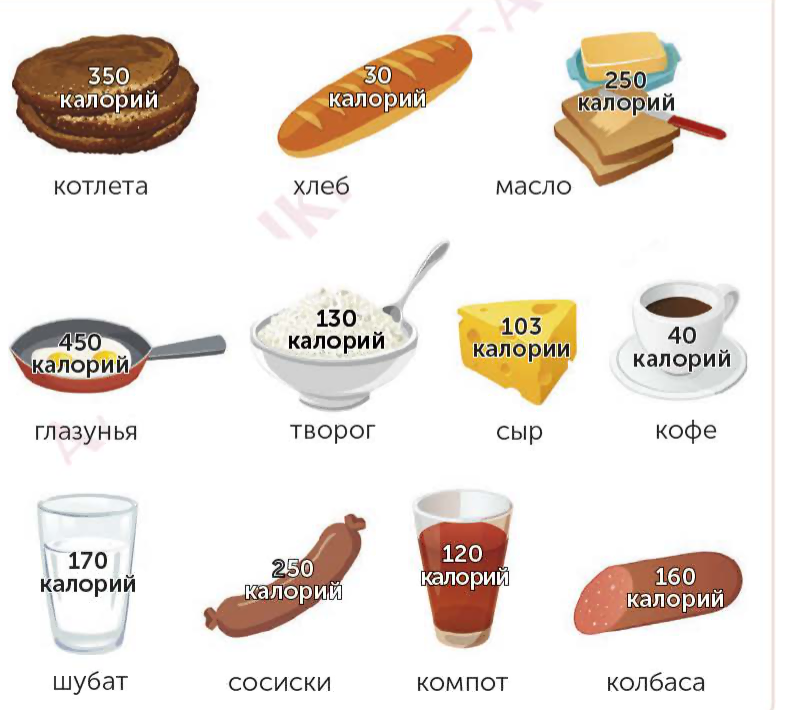 350
калорий
30
калорий
250
калорий
котлета
хлеб
масло
450
калорий
130
калорий
103
калории
40
калорий
глазунья
творог
сыр
кофе
170
калорий
250
калорий
120
калорий
160
калорий
шубат
сосиски
компот
колбаса